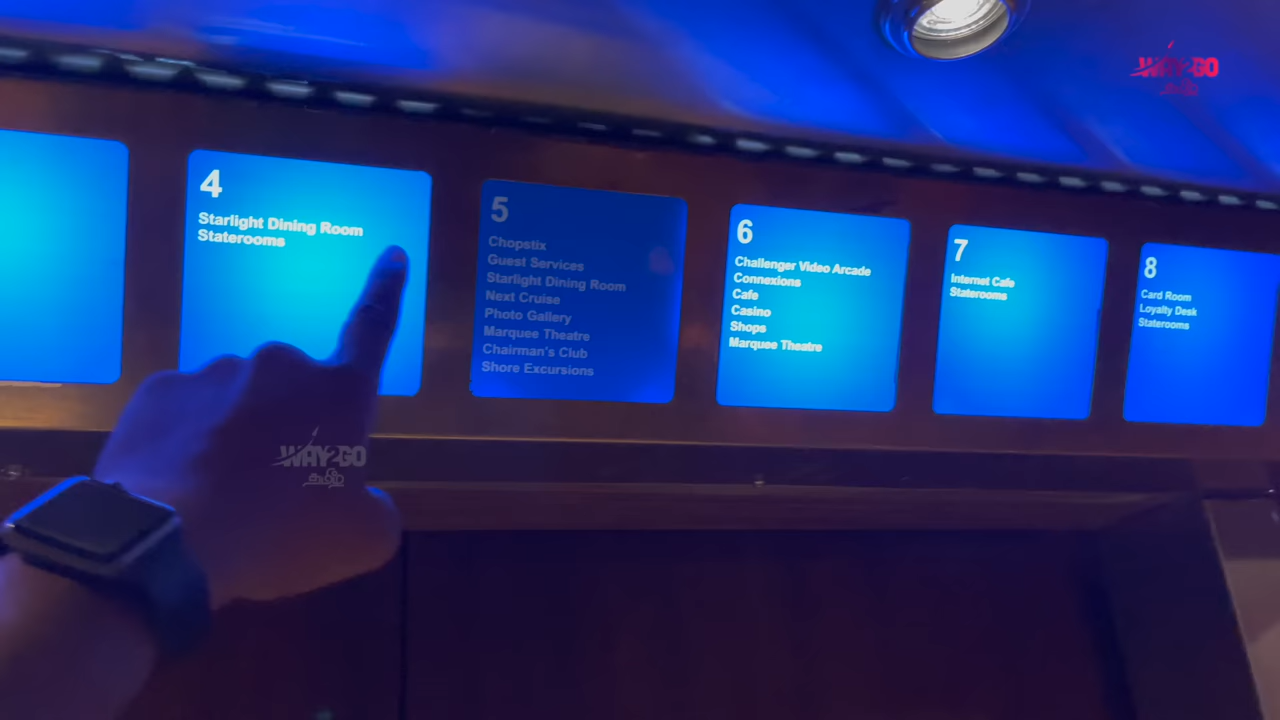 4
Starlight Dining Room
Staterooms
5
Chopstix
Guest Services
Starlight Dining Room
Next Cruise
Photo Gallery
Marquee Theatre
Chairman's Club
Shore Excursions
6
Challenger Video Arcade
Connexions
Cafe
Casino
Shops
Marquee Theatre
7
Internet Cafe
Staterooms
8
Card Room
Loyalty Desk
Staterooms
WAY2GO
WAY2GO